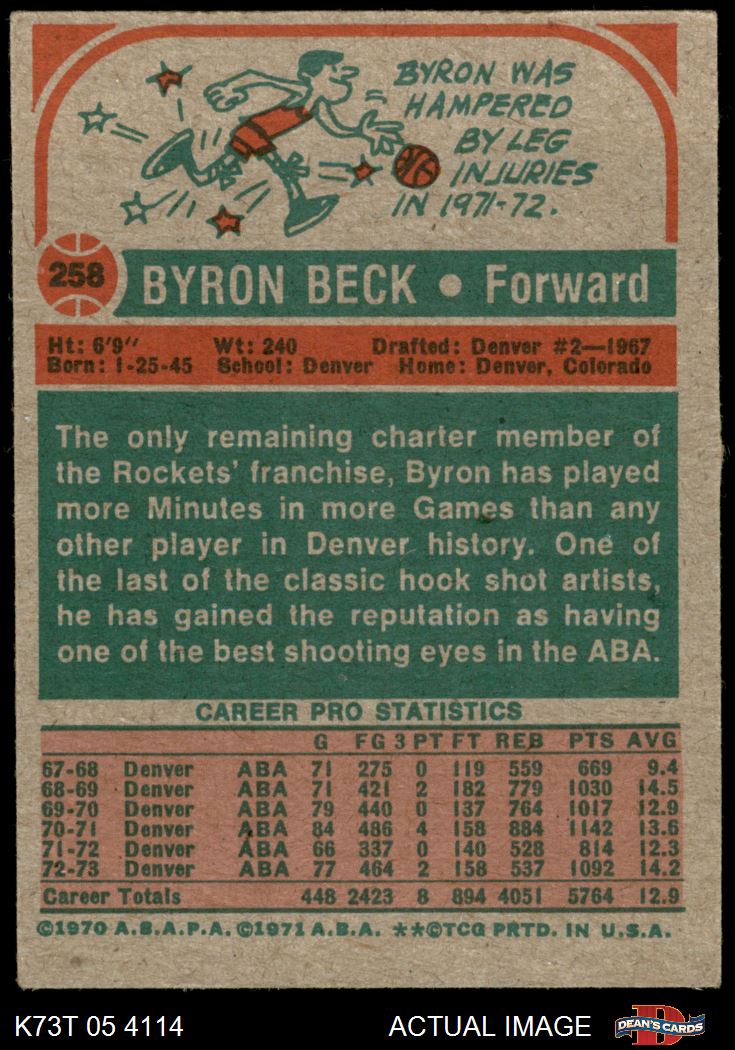 BYRON WAS
HAMPERED
BY LEG
INJURIES
IN 1971-72.
258
BYRON BECK • Forward
Ht: 6'9" Wt: 240 Drafted: Denver #2—1967
Born: 1-25-45 School: Denver Home: Denver, Colorado
The only remaining charter member of
the Rockets' franchise, Byron has played
more Minutes in more Games than any
other player in Denver history. One of
the last of the classic hook shot artists,
he has gained the reputation as having
one of the best shooting eyes in the ABA.
CAREER PRO STATISTICS
G FG 3 PT FT REB PTS AVG
67-68 Denver ABA 71 275 0 119 559 669 9.4
68-69 Denver ABA 71 421 2 182 779 1030 14.5
69-70 Denver ABA 79 440 0 137 764 1017 12.9
70-71 Denver ABA 84 486 4 158 884 1142 13.6
71-72 Denver ABA 66 337 0 140 528 814 12.3
72-73 Denver ABA 77 464 2 158 537 1092 14.2
Career Totals 448 2423 8 894 4051 5764 12.9
©1970 A.B.A.P.A. ©1971 A.B.A. **©TCG PRTD. IN U.S.A.
K73T 05 4114 ACTUAL IMAGE D DEAN'S CARDS